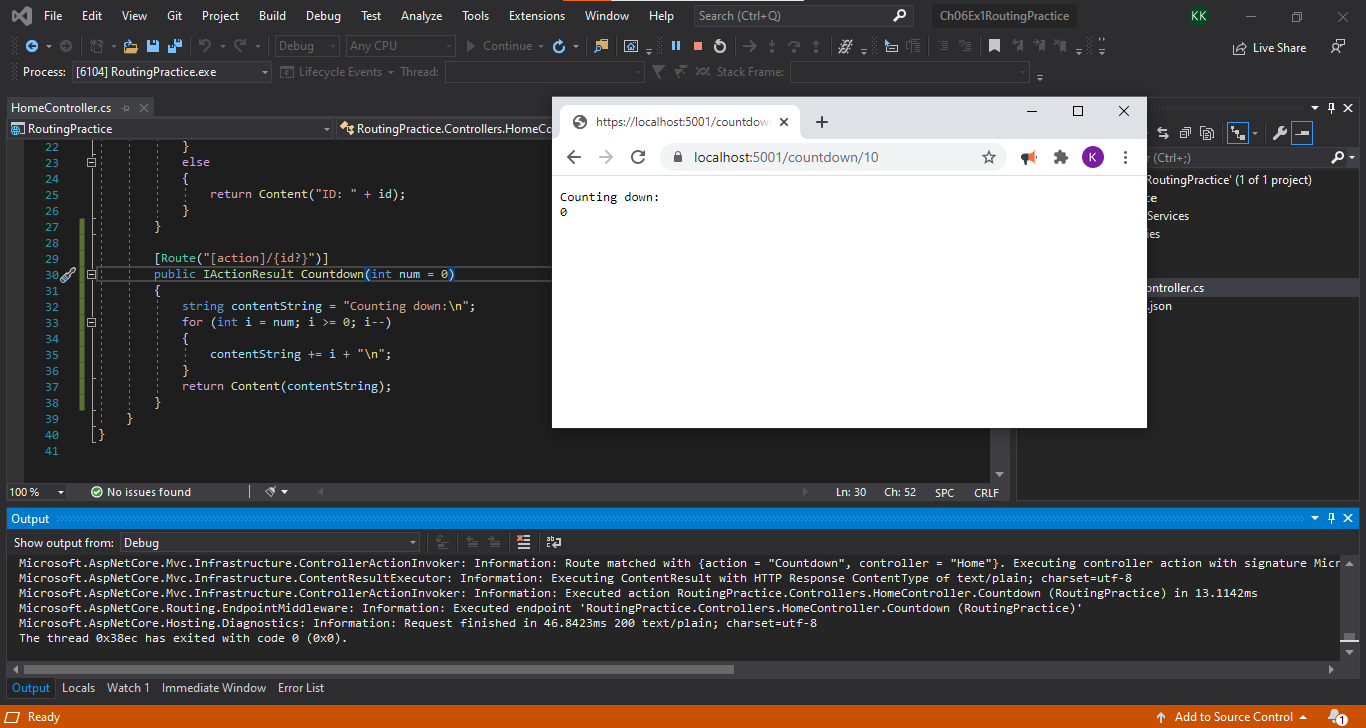 File Edit View Git Project Build Debug Test Analyze Tools Extensions Window Help Search (Ctrl+Q) Ch06Ex1RoutingPractice KK
Debug Any CPU Continue Live Share
Process: [6104] RoutingPractice.exe Lifecycle Events Thread: Stack Frame:
HomeController.cs
RoutingPractice RoutingPractice.Controllers.HomeCo
22 }
23 else
24 {
25 return Content("ID: " + id);
26 }
27 }
28
29 [Route("[action]/{id?}")]
30 public IActionResult Countdown(int num = 0)
31 {
32 string contentString = "Counting down:\n";
33 for (int i = num; i >= 0; i--)
34 {
35 contentString += i + "\n";
36 }
37 return Content(contentString);
38 }
39 }
40 }
41
https://localhost:5001/countdow
localhost:5001/countdown/10
K
Counting down:
0
r (Ctrl+;)
RoutingPractice' (1 of 1 project)
ce
Services
ies
ontroller.cs
.json
100 % No issues found Ln: 30 Ch: 52 SPC CRLF
Output
Show output from: Debug
Microsoft.AspNetCore.Mvc.Infrastructure.ControllerActionInvoker: Information: Route matched with {action = "Countdown", controller = "Home"}. Executing controller action with signature Micr
Microsoft.AspNetCore.Mvc.Infrastructure.ContentResultExecutor: Information: Executing ContentResult with HTTP Response ContentType of text/plain; charset=utf-8
Microsoft.AspNetCore.Mvc.Infrastructure.ControllerActionInvoker: Information: Executed action RoutingPractice.Controllers.HomeController.Countdown (RoutingPractice) in 13.1142ms
Microsoft.AspNetCore.Routing.EndpointMiddleware: Information: Executed endpoint 'RoutingPractice.Controllers.HomeController.Countdown (RoutingPractice)'
Microsoft.AspNetCore.Hosting.Diagnostics: Information: Request finished in 46.8423ms 200 text/plain; charset=utf-8
The thread 0x38ec has exited with code 0 (0x0).
Output Locals Watch 1 Immediate Window Error List
Ready Add to Source Control 1